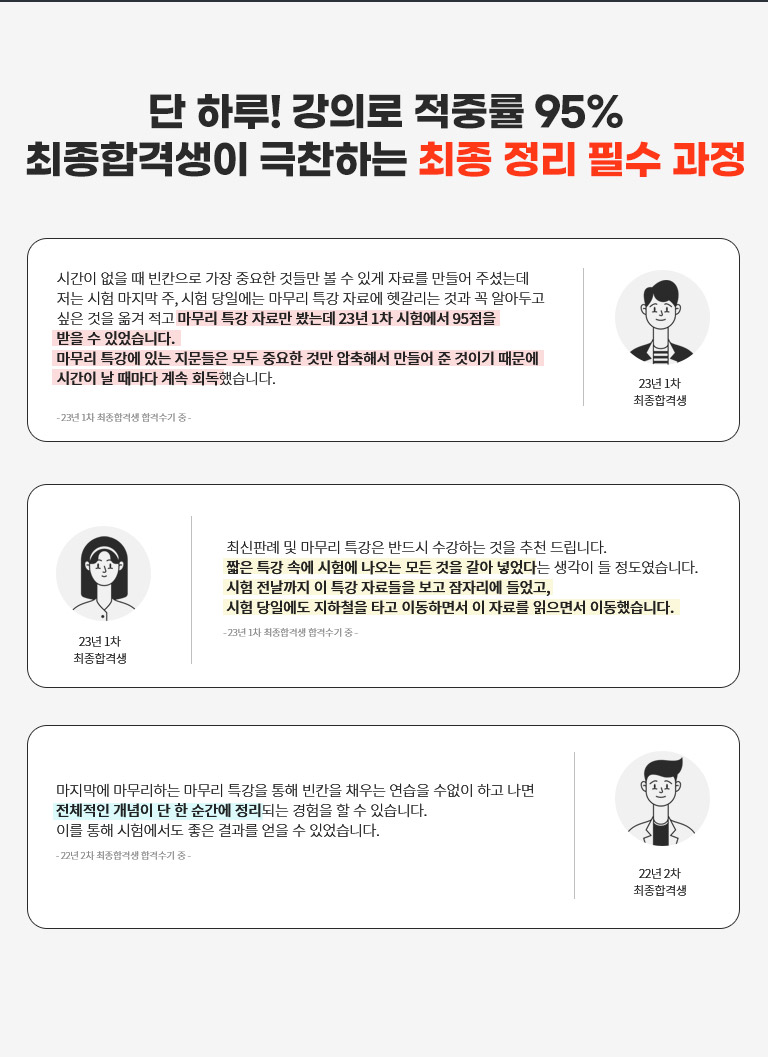 단 하루! 강의로 적중률 95%
최종합격생이 극찬하는 최종 정리 필수 과정
시간이 없을 때 빈칸으로 가장 중요한 것들만 볼 수 있게 자료를 만들어 주셨는데
저는 시험 마지막 주, 시험 당일에는 마무리 특강 자료에 헷갈리는 것과 꼭 알아두고
싶은 것을 옮겨 적고 마무리 특강 자료만 봤는데 23년 1차 시험에서 95점을
받을 수 있었습니다.
마무리 특강에 있는 지문들은 모두 중요한 것만 압축해서 만들어 준 것이기 때문에
시간이 날 때마다 계속 회독했습니다.
- 23년 1차 최종합격생 합격수기 중 -
23년 1차
최종합격생
최신판례 및 마무리 특강은 반드시 수강하는 것을 추천 드립니다.
짧은 특강 속에 시험에 나오는 모든 것을 갈아 넣었다는 생각이 들 정도였습니다.
시험 전날까지 이 특강 자료들을 보고 잠자리에 들었고,
시험 당일에도 지하철을 타고 이동하면서 이 자료를 읽으면서 이동했습니다.
- 23년 1차 최종합격생 합격수기 중 -
23년 1차
최종합격생
마지막에 마무리하는 마무리 특강을 통해 빈칸을 채우는 연습을 수없이 하고 나면
전체적인 개념이 단 한 순간에 정리되는 경험을 할 수 있습니다.
이를 통해 시험에서도 좋은 결과를 얻을 수 있었습니다.
- 22년 2차 최종합격생 합격수기 중 -
22년 2차
최종합격생